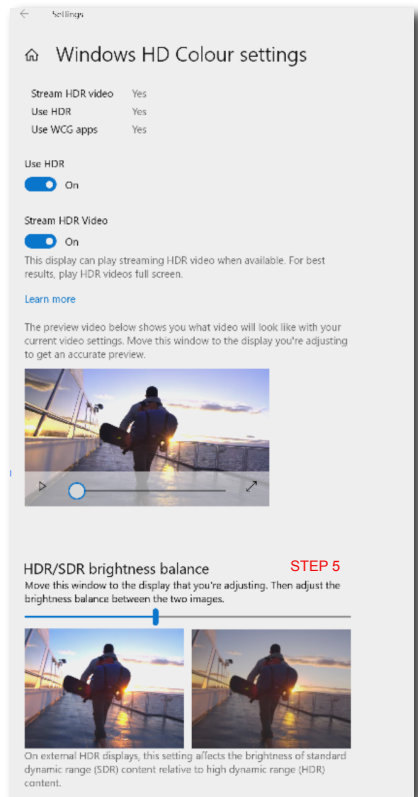 Settings
Windows HD Colour settings
Stream HDR video Yes
Use HDR Yes
Use WCG apps Yes
Use HDR
On
Stream HDR Video
On
This display can play streaming HDR video when available. For best
results, play HDR videos full screen.
Learn more
The preview video below shows you what video will look like with your
current video settings. Move this window to the display you're adjusting
to get an accurate preview.
HDR/SDR brightness balance STEP 5
Move this window to the display that you're adjusting. Then adjust the
brightness balance between the two images.
On external HDR displays, this setting affects the brightness of standard
dynamic range (SDR) content relative to high dynamic range (HDR)
content.